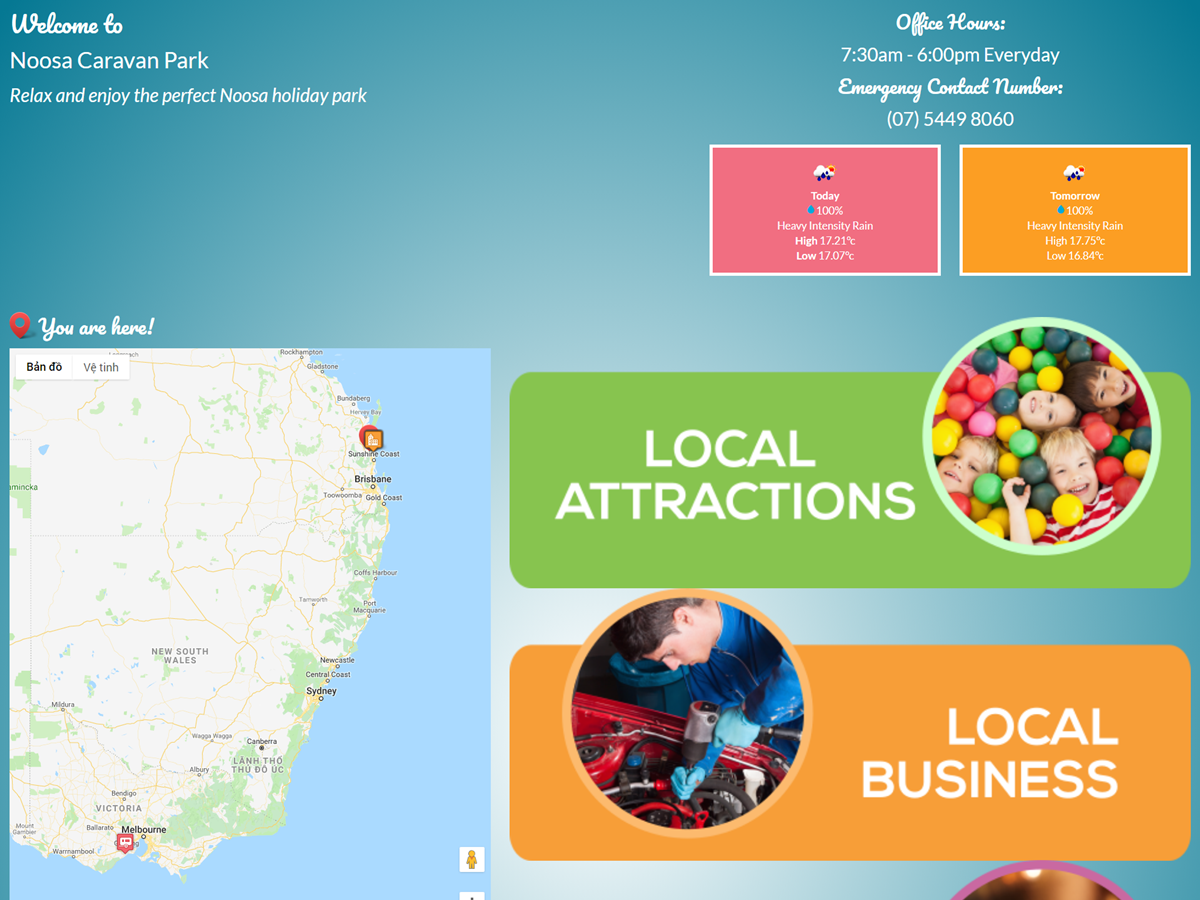 Welcome to
Noosa Caravan Park
Relax and enjoy the perfect Noosa holiday park
Office Hours:
7:30am - 6:00pm Everyday
Emergency Contact Number:
(07) 5449 8060
Today
100%
Heavy Intensity Rain
High 17.21°c
Low 17.07°c
Tomorrow
100%
Heavy Intensity Rain
High 17.75°c
Low 16.84°c
You are here!
Bản đồ
Vệ tinh
Rockhampton
Gladstone
Bundaberg
Hervey Bay
Sunshine Coast
Brisbane
Toowoomba
Gold Coast
amincka
Coffs Harbour
Tamworth
Port
Macquarie
NEW SOUTH
WALES
Newcastle
Central Coast
Sydney
Mildura
Wagga Wagga
Canberra
LÃNH THỔ
THỦ ĐÔ ÚC
Albury
Bendigo
VICTORIA
Mount
Gambier
Ballarat
Melbourne
Warrnambool
LOCAL
ATTRACTIONS
LOCAL
BUSINESS